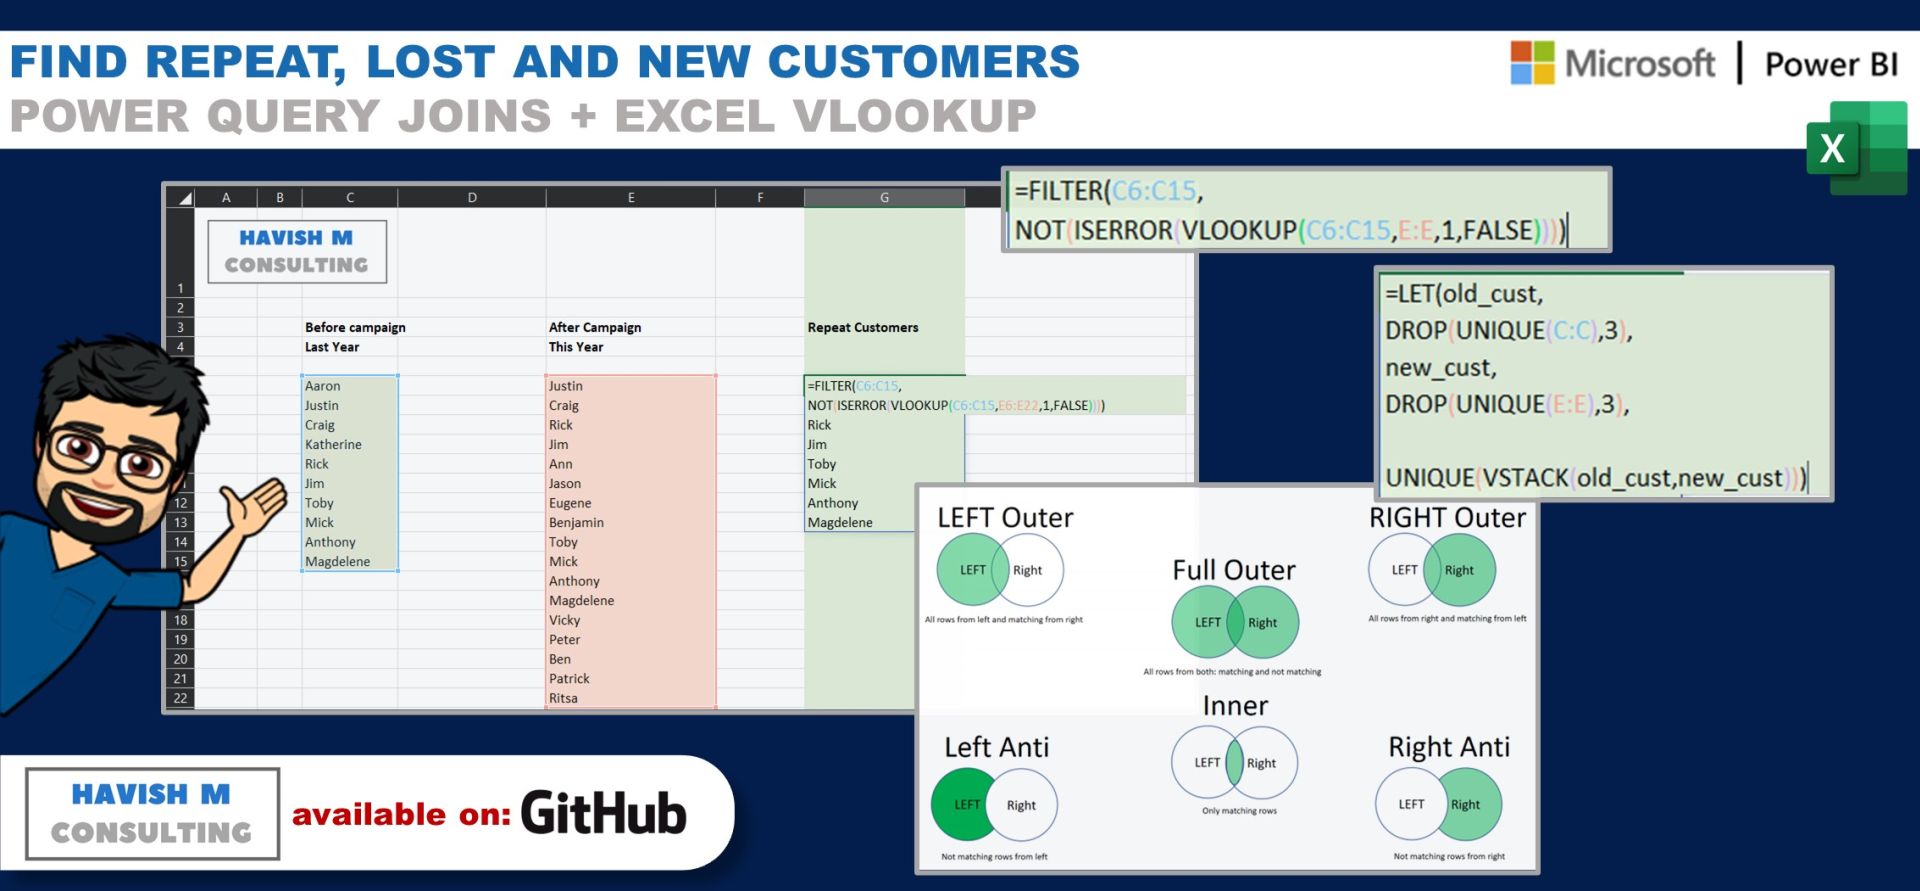 FIND REPEAT, LOST AND NEW CUSTOMERS
POWER QUERY JOINS + EXCEL VLOOKUP
Microsoft | Power BI
X
A B C D E F G
HAVISH M
CONSULTING
1
2
3 Before campaign After Campaign Repeat Customers
4 Last Year This Year
Aaron Justin =FILTER(C6:C15,
Justin Craig NOT(ISERROR(VLOOKUP(C6:C15,E6:E22,1,FALSE))))
Craig Rick Rick
Katherine Jim Jim
Rick Ann Toby
Jim Jason Mick
12 Toby Eugene Anthony
13 Mick Benjamin Magdelene
14 Anthony Toby
15 Magdelene Mick
Anthony
Magdelene
18 Vicky
19 Peter
20 Ben
21 Patrick
22 Ritsa
=FILTER(C6:C15,
NOT(ISERROR(VLOOKUP(C6:C15,E:E,1,FALSE))))
=LET(old_cust,
DROP(UNIQUE(C:C),3),
new_cust,
DROP(UNIQUE(E:E),3),
UNIQUE(VSTACK(old_cust,new_cust)))
LEFT Outer
LEFT Right
All rows from left and matching from right
Full Outer
LEFT Right
All rows from both: matching and not matching
RIGHT Outer
LEFT Right
All rows from right and matching from left
Left Anti
LEFT Right
Not matching rows from left
Inner
LEFT Right
Only matching rows
Right Anti
LEFT Right
Not matching rows from right
HAVISH M
CONSULTING
available on: GitHub